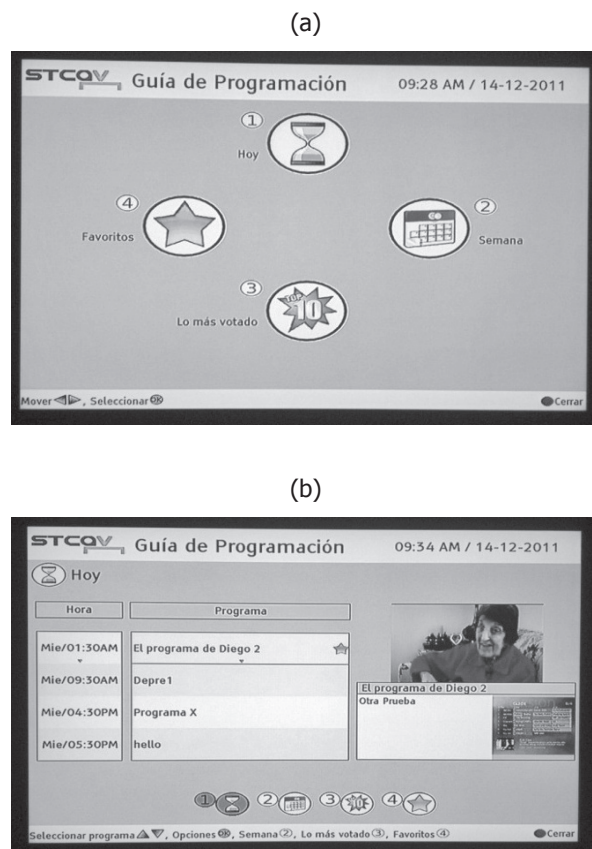 (a)
STCAV Guía de Programación 09:28 AM / 14-12-2011
①
Hoy
④
Favoritos
②
Semana
③
TOP 10
Lo más votado
Mover ◀▶, Seleccionar OK Cerrar
(b)
STCAV Guía de Programación 09:34 AM / 14-12-2011
Hoy
Hora Programa
Mie/01:30AM El programa de Diego 2
Mie/09:30AM Depre1
Mie/04:30PM Programa X
Mie/05:30PM hello
El programa de Diego 2
Otra Prueba
① ② ③ 10 ④
Seleccionar programa ▲▼, Opciones OK, Semana ②, Lo más votado ③, Favoritos ④ Cerrar